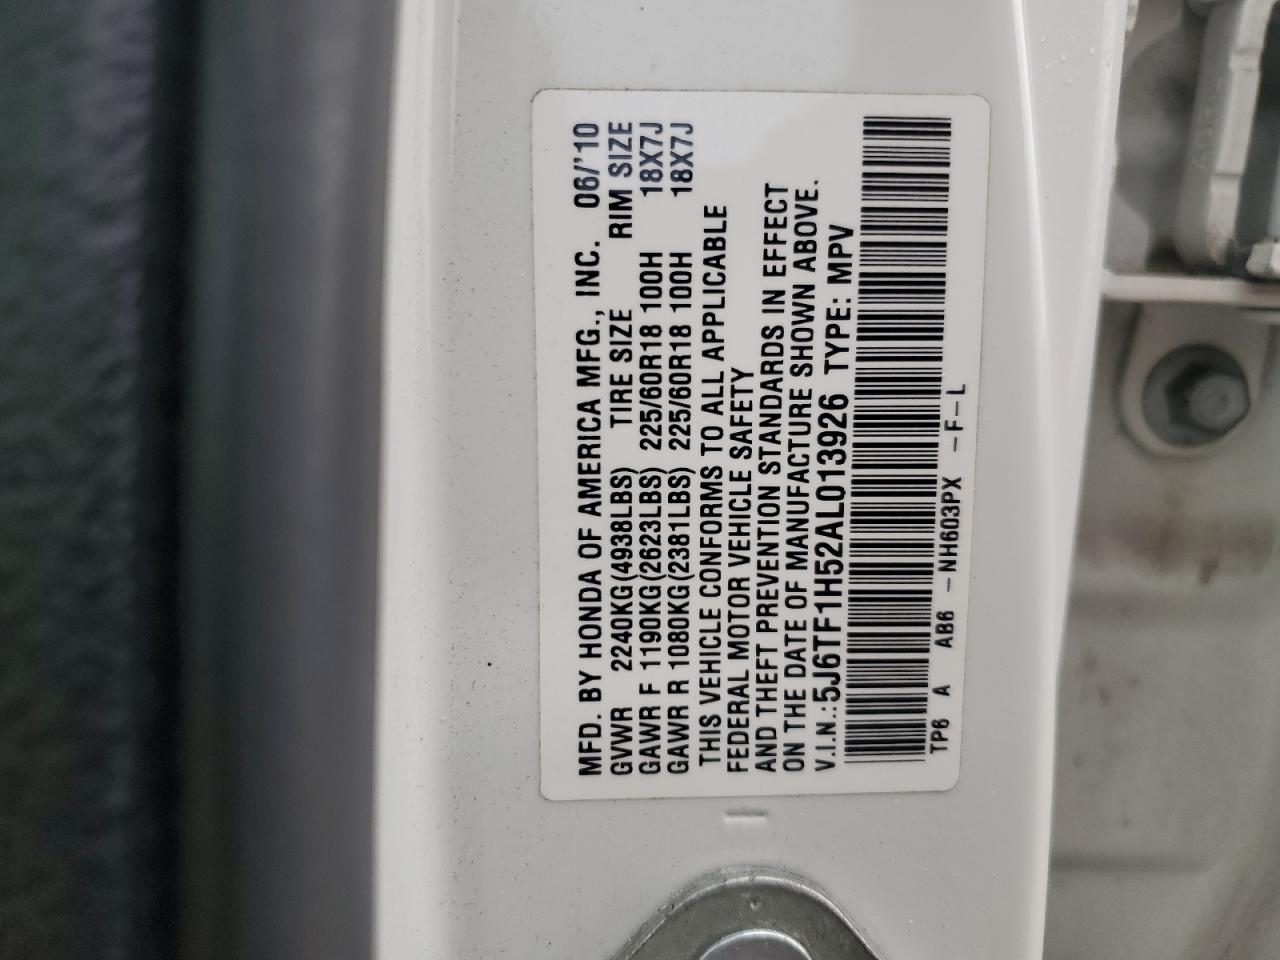 MFD. BY HONDA OF AMERICA MFG., INC. 06/'10
GVWR 2240KG(4938LBS) TIRE SIZE RIM SIZE
GAWR F 1190KG(2623LBS) 225/60R18 100H 18X7J
GAWR R 1080KG(2381LBS) 225/60R18 100H 18X7J
THIS VEHICLE CONFORMS TO ALL APPLICABLE
FEDERAL MOTOR VEHICLE SAFETY
AND THEFT PREVENTION STANDARDS IN EFFECT
ON THE DATE OF MANUFACTURE SHOWN ABOVE.
V.I.N.:5J6TF1H52AL013926 TYPE: MPV
TP6 A AB6 -NH603PX -F-L